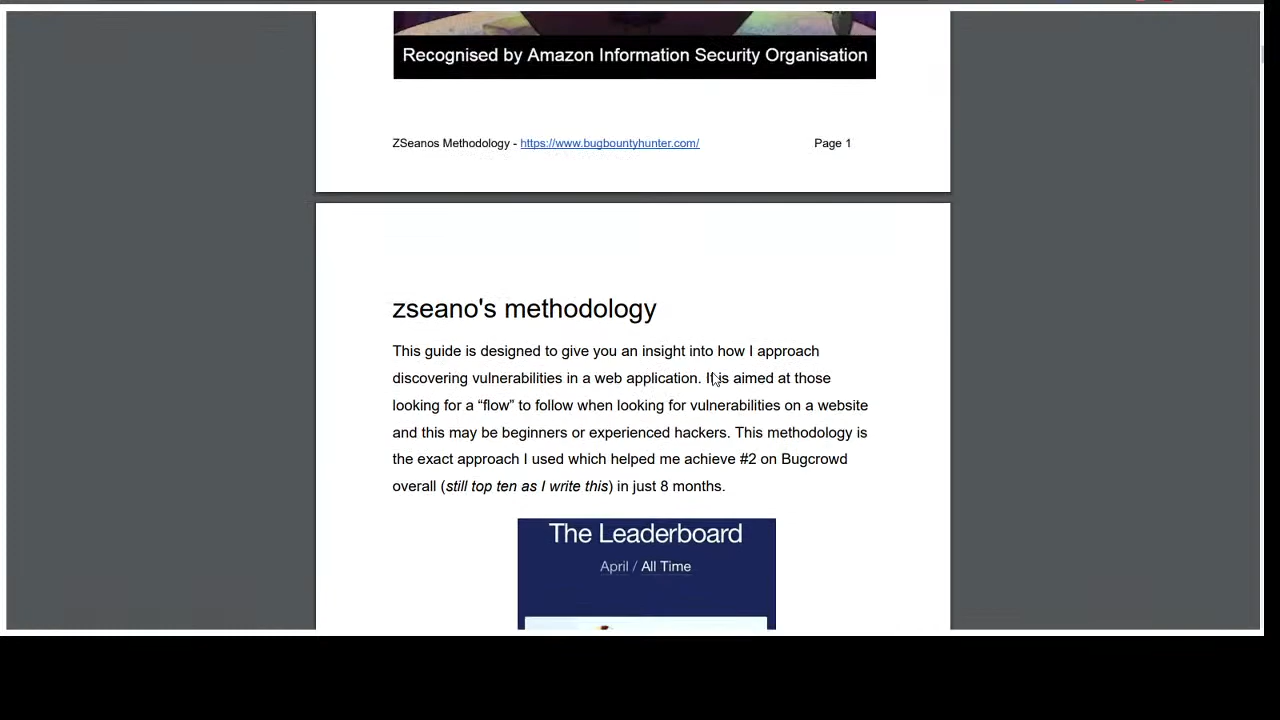 Recognised by Amazon Information Security Organisation
ZSeanos Methodology - https://www.bugbountyhunter.com/ Page 1
zseano's methodology
This guide is designed to give you an insight into how I approach
discovering vulnerabilities in a web application. It is aimed at those
looking for a “flow” to follow when looking for vulnerabilities on a website
and this may be beginners or experienced hackers. This methodology is
the exact approach I used which helped me achieve #2 on Bugcrowd
overall (still top ten as I write this) in just 8 months.
The Leaderboard
April / All Time